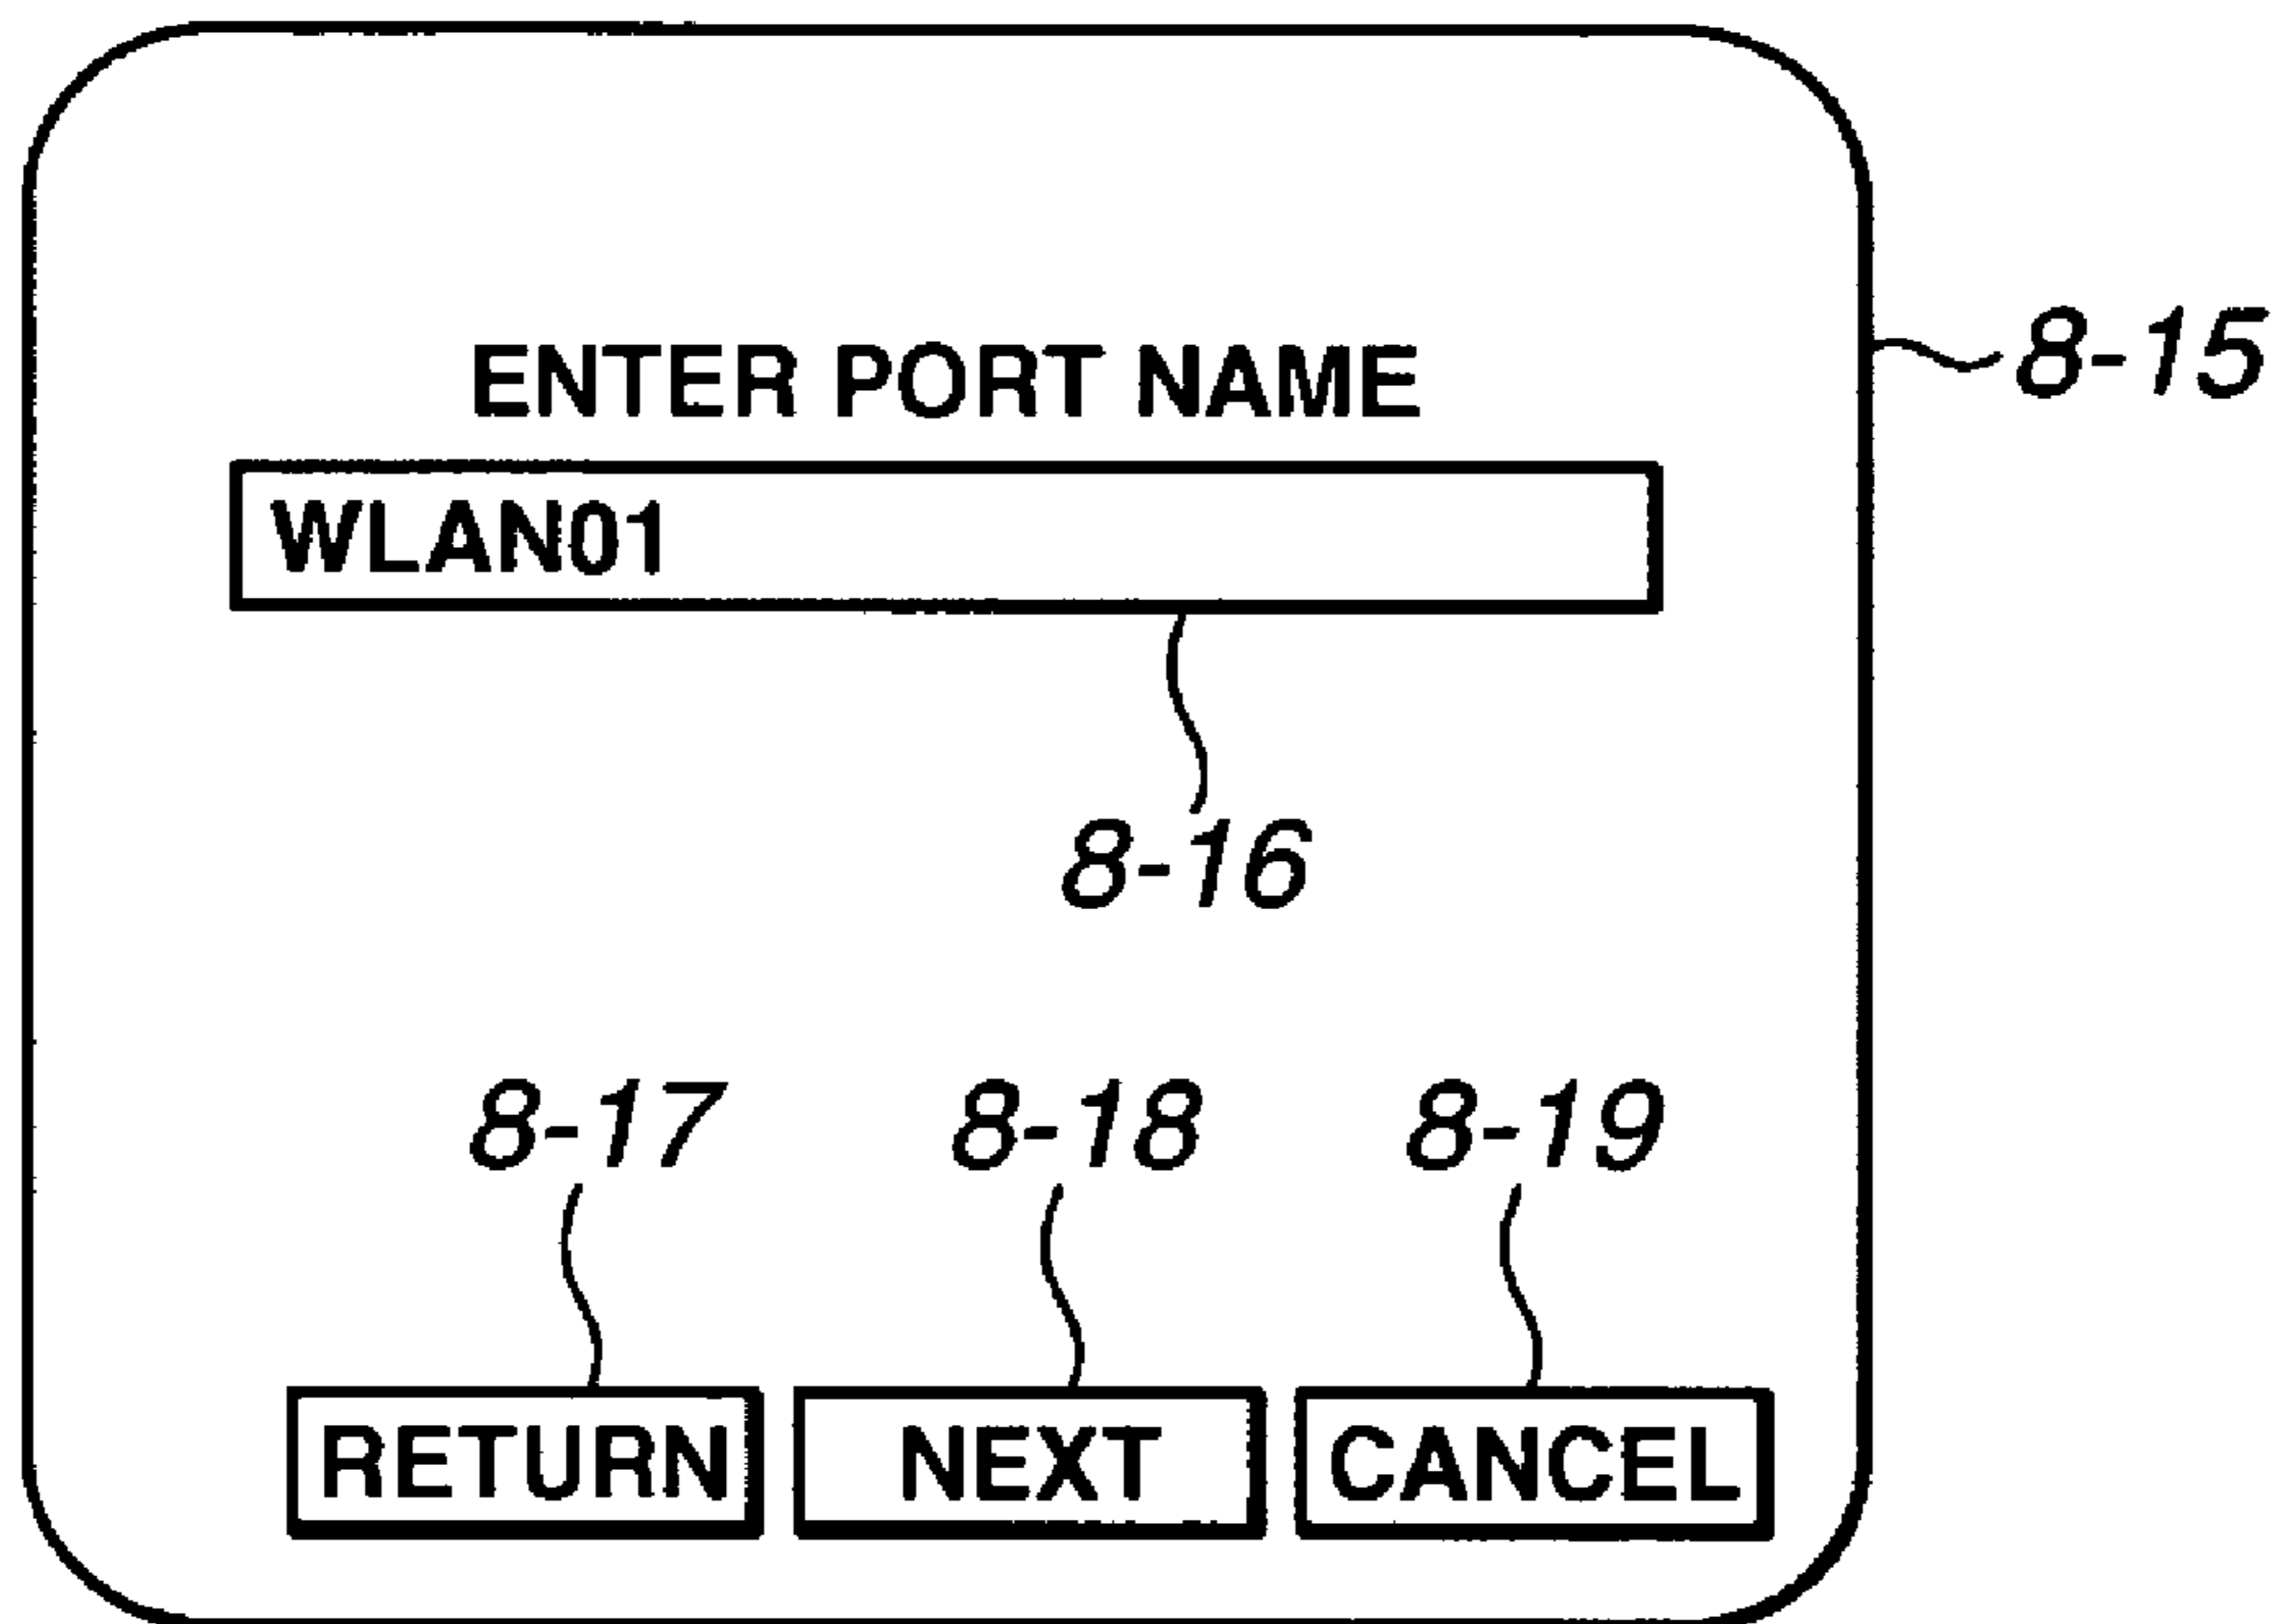 ENTER PORT NAME
8-15
WLAN01
8-16
8-17 8-18 8-19
RETURN NEXT CANCEL